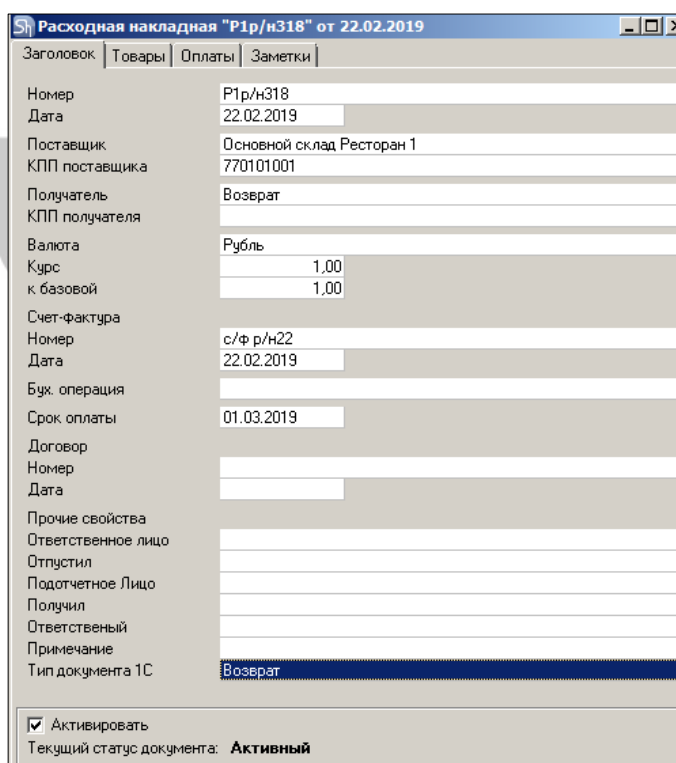 Sh Расходная накладная "Р1р/н318" от 22.02.2019
Заголовок Товары Оплаты Заметки
Номер Р1р/н318
Дата 22.02.2019
Поставщик Основной склад Ресторан 1
КПП поставщика 770101001
Получатель Возврат
КПП получателя
Валюта Рубль
Курс 1,00
к базовой 1,00
Счет-фактура
Номер с/ф р/н22
Дата 22.02.2019
Бух. операция
Срок оплаты 01.03.2019
Договор
Номер
Дата
Прочие свойства
Ответственное лицо
Отпустил
Подотчетное Лицо
Получил
Ответственый
Примечание
Тип документа 1С Возврат
Активировать
Текущий статус документа: Активный